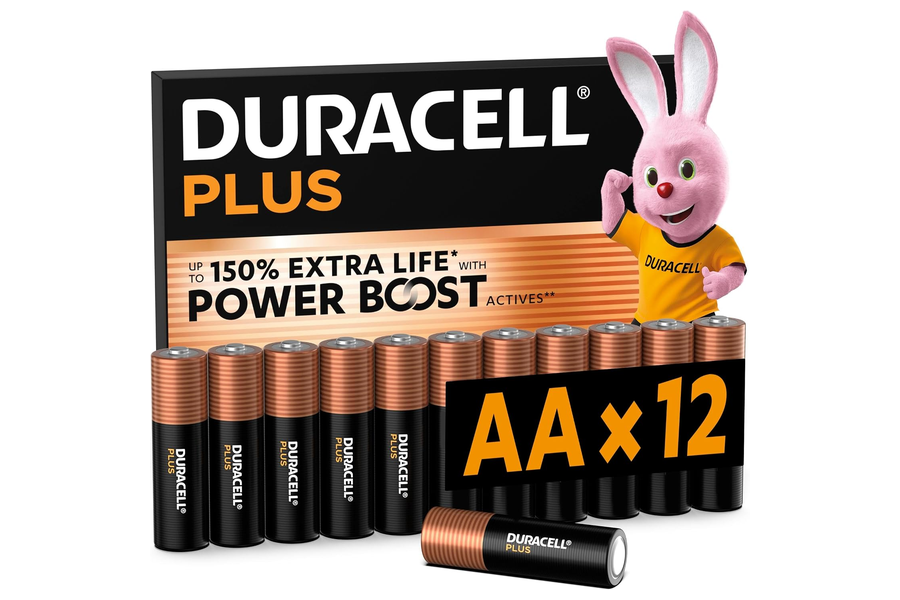 DURACELL®
PLUS
UP TO 150% EXTRA LIFE* WITH
POWER BOOST ACTIVES**
DURACELL
AA x 12
DURACELL®
PLUS
DURACELL®
PLUS
DURACELL®
PLUS
DURACELL®
PLUS
DURACELL®
PLUS
DURACELL®
PLUS